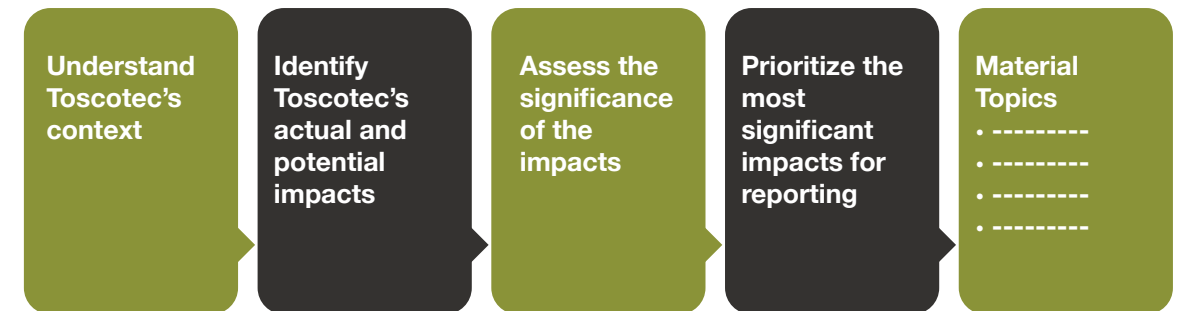 Understand
Toscotec’s
context
Identify
Toscotec’s
actual and
potential
impacts
Assess the
significance
of the
impacts
Prioritize the
most
significant
impacts for
reporting
Material
Topics
• ---------
• ---------
• ---------
• ---------